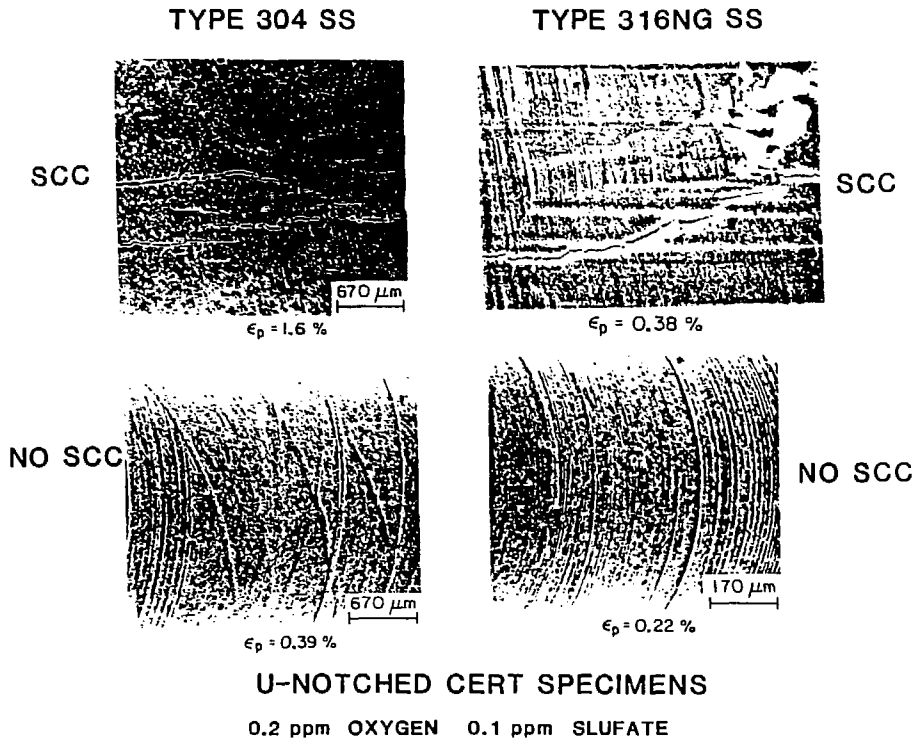 TYPE 304 SS
TYPE 316NG SS
SCC
SCC
670 μm
εp = 1.6 %
εp = 0.38 %
NO SCC
NO SCC
670 μm
170 μm
εp = 0.39 %
εp = 0.22 %
U-NOTCHED CERT SPECIMENS
0.2 ppm OXYGEN 0.1 ppm SLUFATE